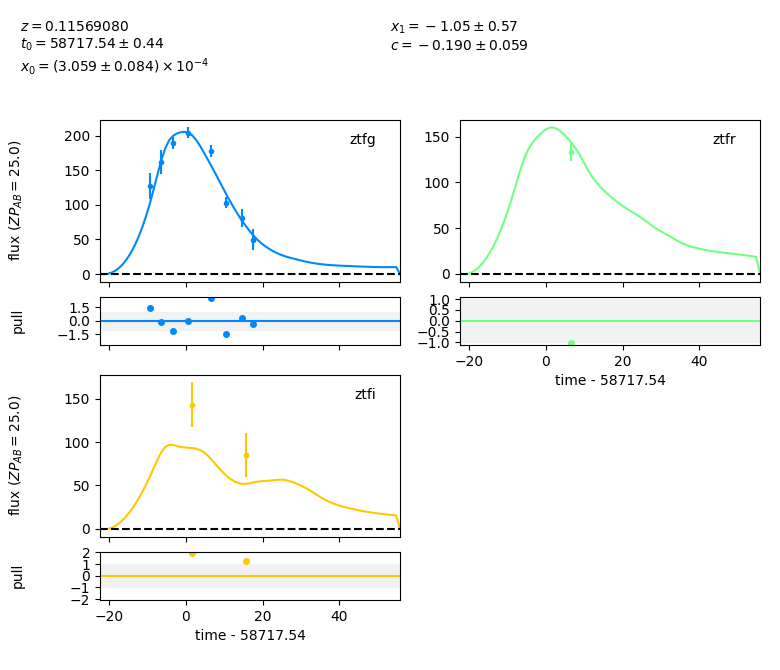 z = 0.11569080
t₀ = 58717.54 ± 0.44
x₀ = (3.059 ± 0.084) × 10⁻⁴
x₁ = −1.05 ± 0.57
c = −0.190 ± 0.059
flux (ZP_AB = 25.0)
ztfg
200
150
100
50
0
pull
1.5
0.0
−1.5
ztfr
150
100
50
0
1.0
0.5
0.0
−0.5
−1.0
−20 0 20 40
time - 58717.54
flux (ZP_AB = 25.0)
ztfi
150
100
50
0
pull
2
1
0
−1
−2
−20 0 20 40
time - 58717.54